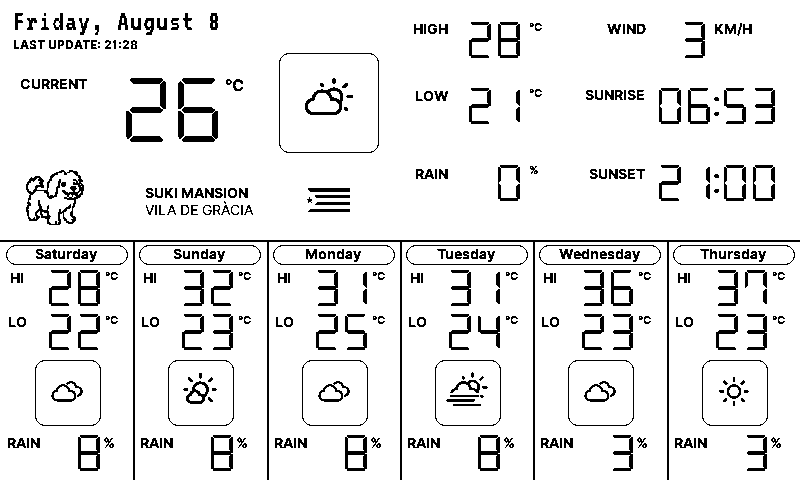 Friday, August 8
LAST UPDATE: 21:28
CURRENT 26 °C
HIGH 28 °C
WIND 3 KM/H
LOW 21 °C
SUNRISE 06:53
RAIN 0 %
SUNSET 21:00
SUKI MANSION
VILA DE GRÀCIA
Saturday
HI 28 °C
LO 22 °C
RAIN 8 %
Sunday
HI 32 °C
LO 23 °C
RAIN 8 %
Monday
HI 31 °C
LO 25 °C
RAIN 8 %
Tuesday
HI 31 °C
LO 24 °C
RAIN 8 %
Wednesday
HI 36 °C
LO 23 °C
RAIN 3 %
Thursday
HI 37 °C
LO 23 °C
RAIN 3 %